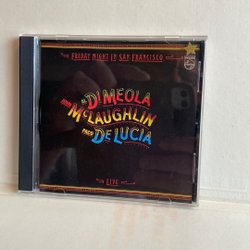 FRIDAY NIGHT IN SAN FRANCISCO
AL DI MEOLA
JOHN McLAUGHLIN
PACO DE LUCIA
LIVE